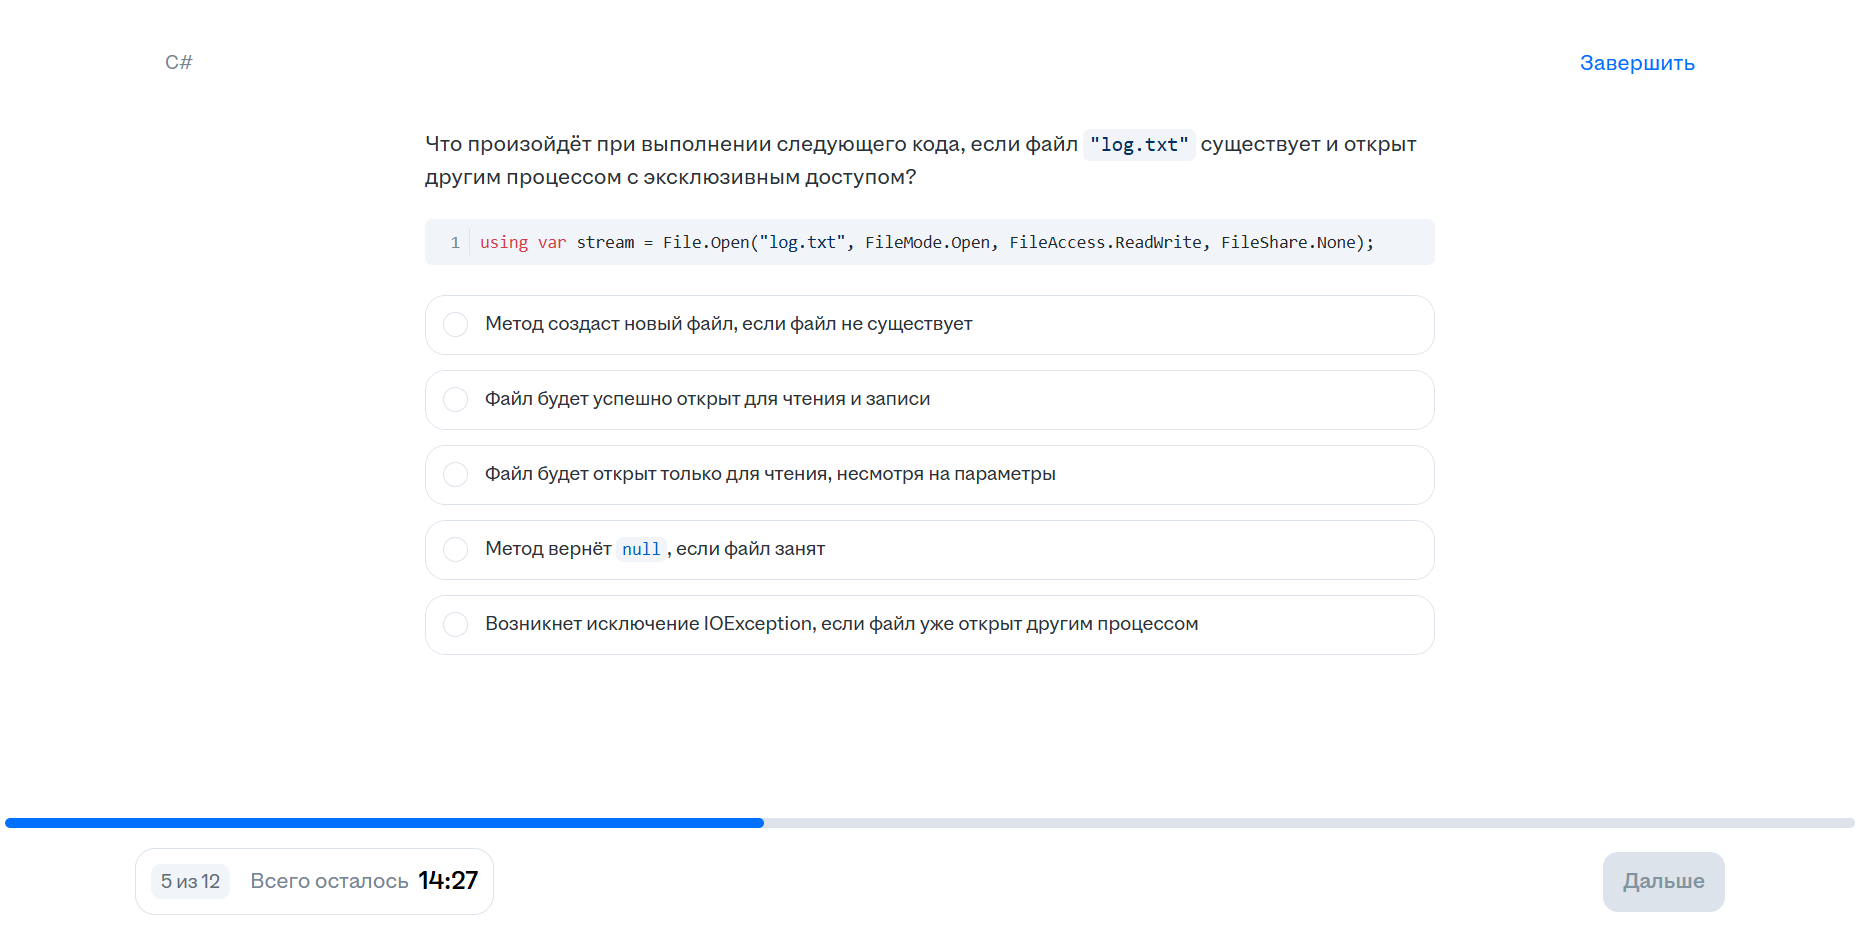 C#
Завершить
Что произойдёт при выполнении следующего кода, если файл "log.txt" существует и открыт
другим процессом с эксклюзивным доступом?
1 using var stream = File.Open("log.txt", FileMode.Open, FileAccess.ReadWrite, FileShare.None);
Метод создаст новый файл, если файл не существует
Файл будет успешно открыт для чтения и записи
Файл будет открыт только для чтения, несмотря на параметры
Метод вернёт null, если файл занят
Возникнет исключение IOException, если файл уже открыт другим процессом
5 из 12 Всего осталось 14:27
Дальше